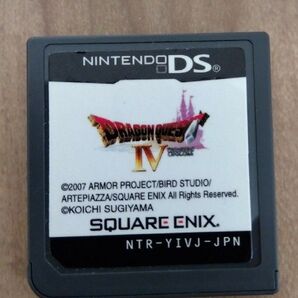 NINTENDO DS
DRAGON QUEST
IV
©2007 ARMOR PROJECT/BIRD STUDIO/
ARTEPIAZZA/SQUARE ENIX All Rights Reserved.
©KOICHI SUGIYAMA
SQUARE ENIX.
NTR-YIVJ-JPN